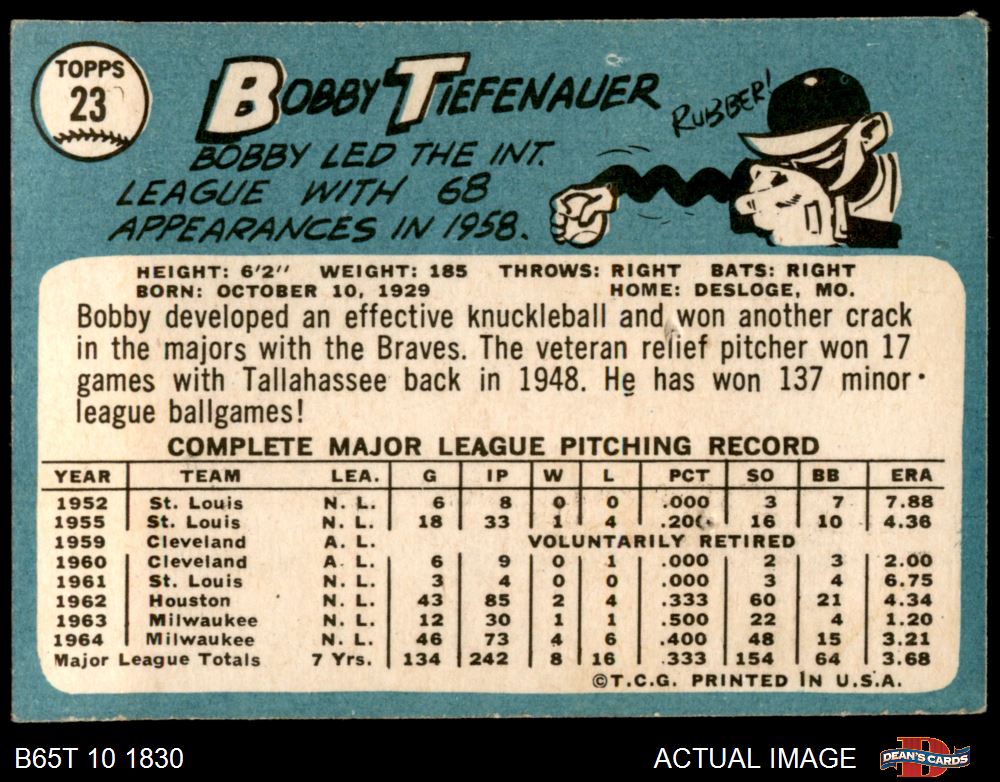 TOPPS
23
BOBBY TIEFENAUER
RUBBER!
BOBBY LED THE INT.
LEAGUE WITH 68
APPEARANCES IN 1958.
HEIGHT: 6'2" WEIGHT: 185 THROWS: RIGHT BATS: RIGHT
BORN: OCTOBER 10, 1929 HOME: DESLOGE, MO.
Bobby developed an effective knuckleball and won another crack
in the majors with the Braves. The veteran relief pitcher won 17
games with Tallahassee back in 1948. He has won 137 minor-
league ballgames!
COMPLETE MAJOR LEAGUE PITCHING RECORD
YEAR TEAM LEA. G IP W L PCT SO BB ERA
1952 St. Louis N. L. 6 8 0 0 .000 3 7 7.88
1955 St. Louis N. L. 18 33 1 4 .200 16 10 4.36
1959 Cleveland A. L. VOLUNTARILY RETIRED
1960 Cleveland A. L. 6 9 0 1 .000 2 3 2.00
1961 St. Louis N. L. 3 4 0 0 .000 3 4 6.75
1962 Houston N. L. 43 85 2 4 .333 60 21 4.34
1963 Milwaukee N. L. 12 30 1 1 .500 22 4 1.20
1964 Milwaukee N. L. 46 73 4 6 .400 48 15 3.21
Major League Totals 7 Yrs. 134 242 8 16 .333 154 64 3.68
©T.C.G. PRINTED IN U.S.A.
B65T 10 1830 ACTUAL IMAGE DEAN'S CARDS